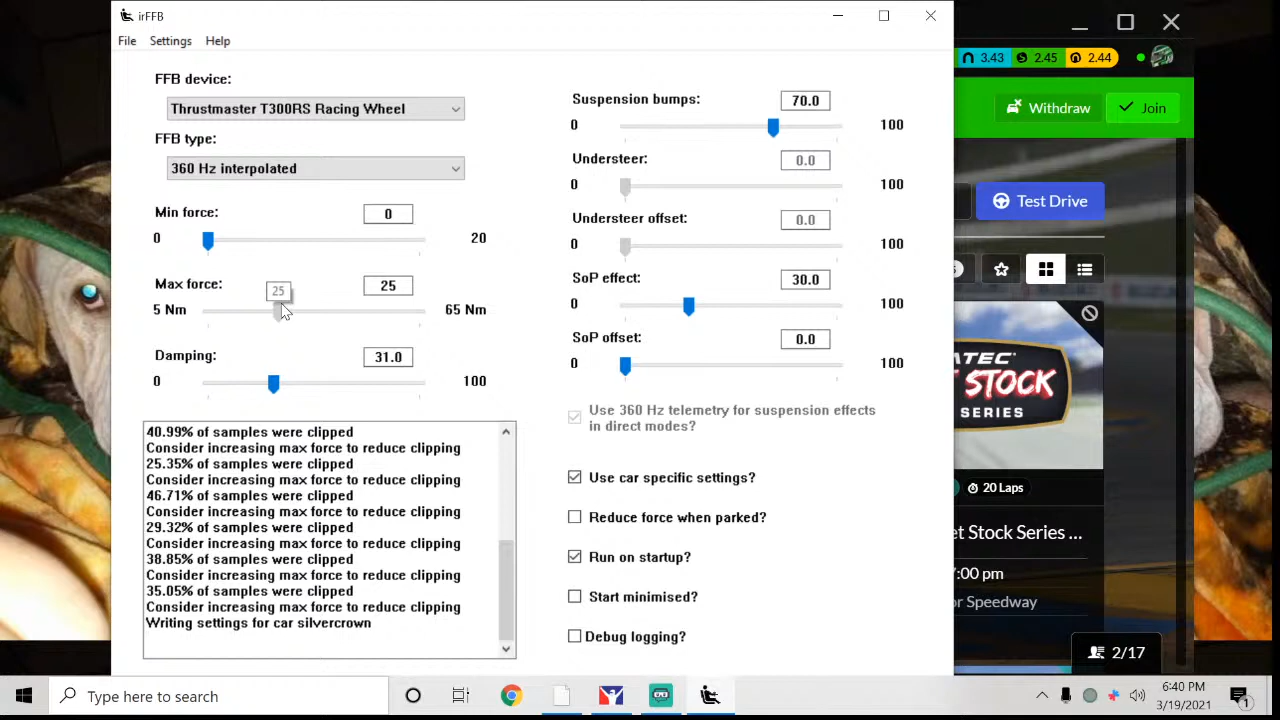 irFFB
File Settings Help
FFB device:
Thrustmaster T300RS Racing Wheel
FFB type:
360 Hz interpolated
Min force:
0
0
20
Max force:
25
25
5 Nm
65 Nm
Damping:
31.0
0
100
40.99% of samples were clipped
Consider increasing max force to reduce clipping
25.35% of samples were clipped
Consider increasing max force to reduce clipping
46.71% of samples were clipped
Consider increasing max force to reduce clipping
29.32% of samples were clipped
Consider increasing max force to reduce clipping
38.85% of samples were clipped
Consider increasing max force to reduce clipping
35.05% of samples were clipped
Consider increasing max force to reduce clipping
Writing settings for car silvercrown
Suspension bumps:
70.0
0
100
Understeer:
0.0
0
100
Understeer offset:
0.0
0
100
SoP effect:
30.0
0
100
SoP offset:
0.0
0
100
Use 360 Hz telemetry for suspension effects
in direct modes?
Use car specific settings?
Reduce force when parked?
Run on startup?
Start minimised?
Debug logging?
3.43 2.45 2.44
Withdraw Join
Test Drive
STOCK
SERIES
20 Laps
et Stock Series ...
7:00 pm
or Speedway
2/17
Type here to search
6:40 PM
3/19/2021
1